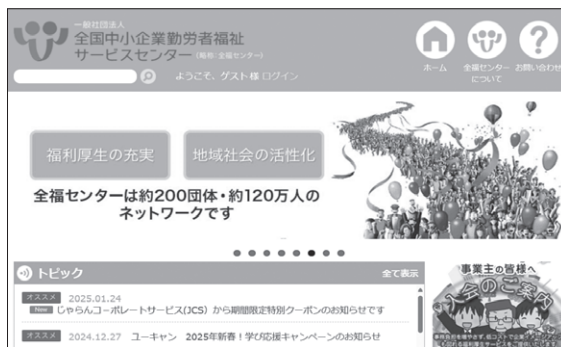 一般社団法人
全国中小企業勤労者福祉
サービスセンター(略称:全福センター)
ようこそ、ゲスト様 ログイン
ホーム
全福センター
について
お問い合わせ
福利厚生の充実
地域社会の活性化
全福センターは約200団体・約120万人の
ネットワークです
トピック
全て表示
オススメ 2025.01.24
New じゃらんコーポレートサービス(JCS)から期間限定特別クーポンのお知らせです
オススメ 2024.12.27 ユーキャン 2025年新春!学び応援キャンペーンのお知らせ
事業主の皆様へ
入会のご案内